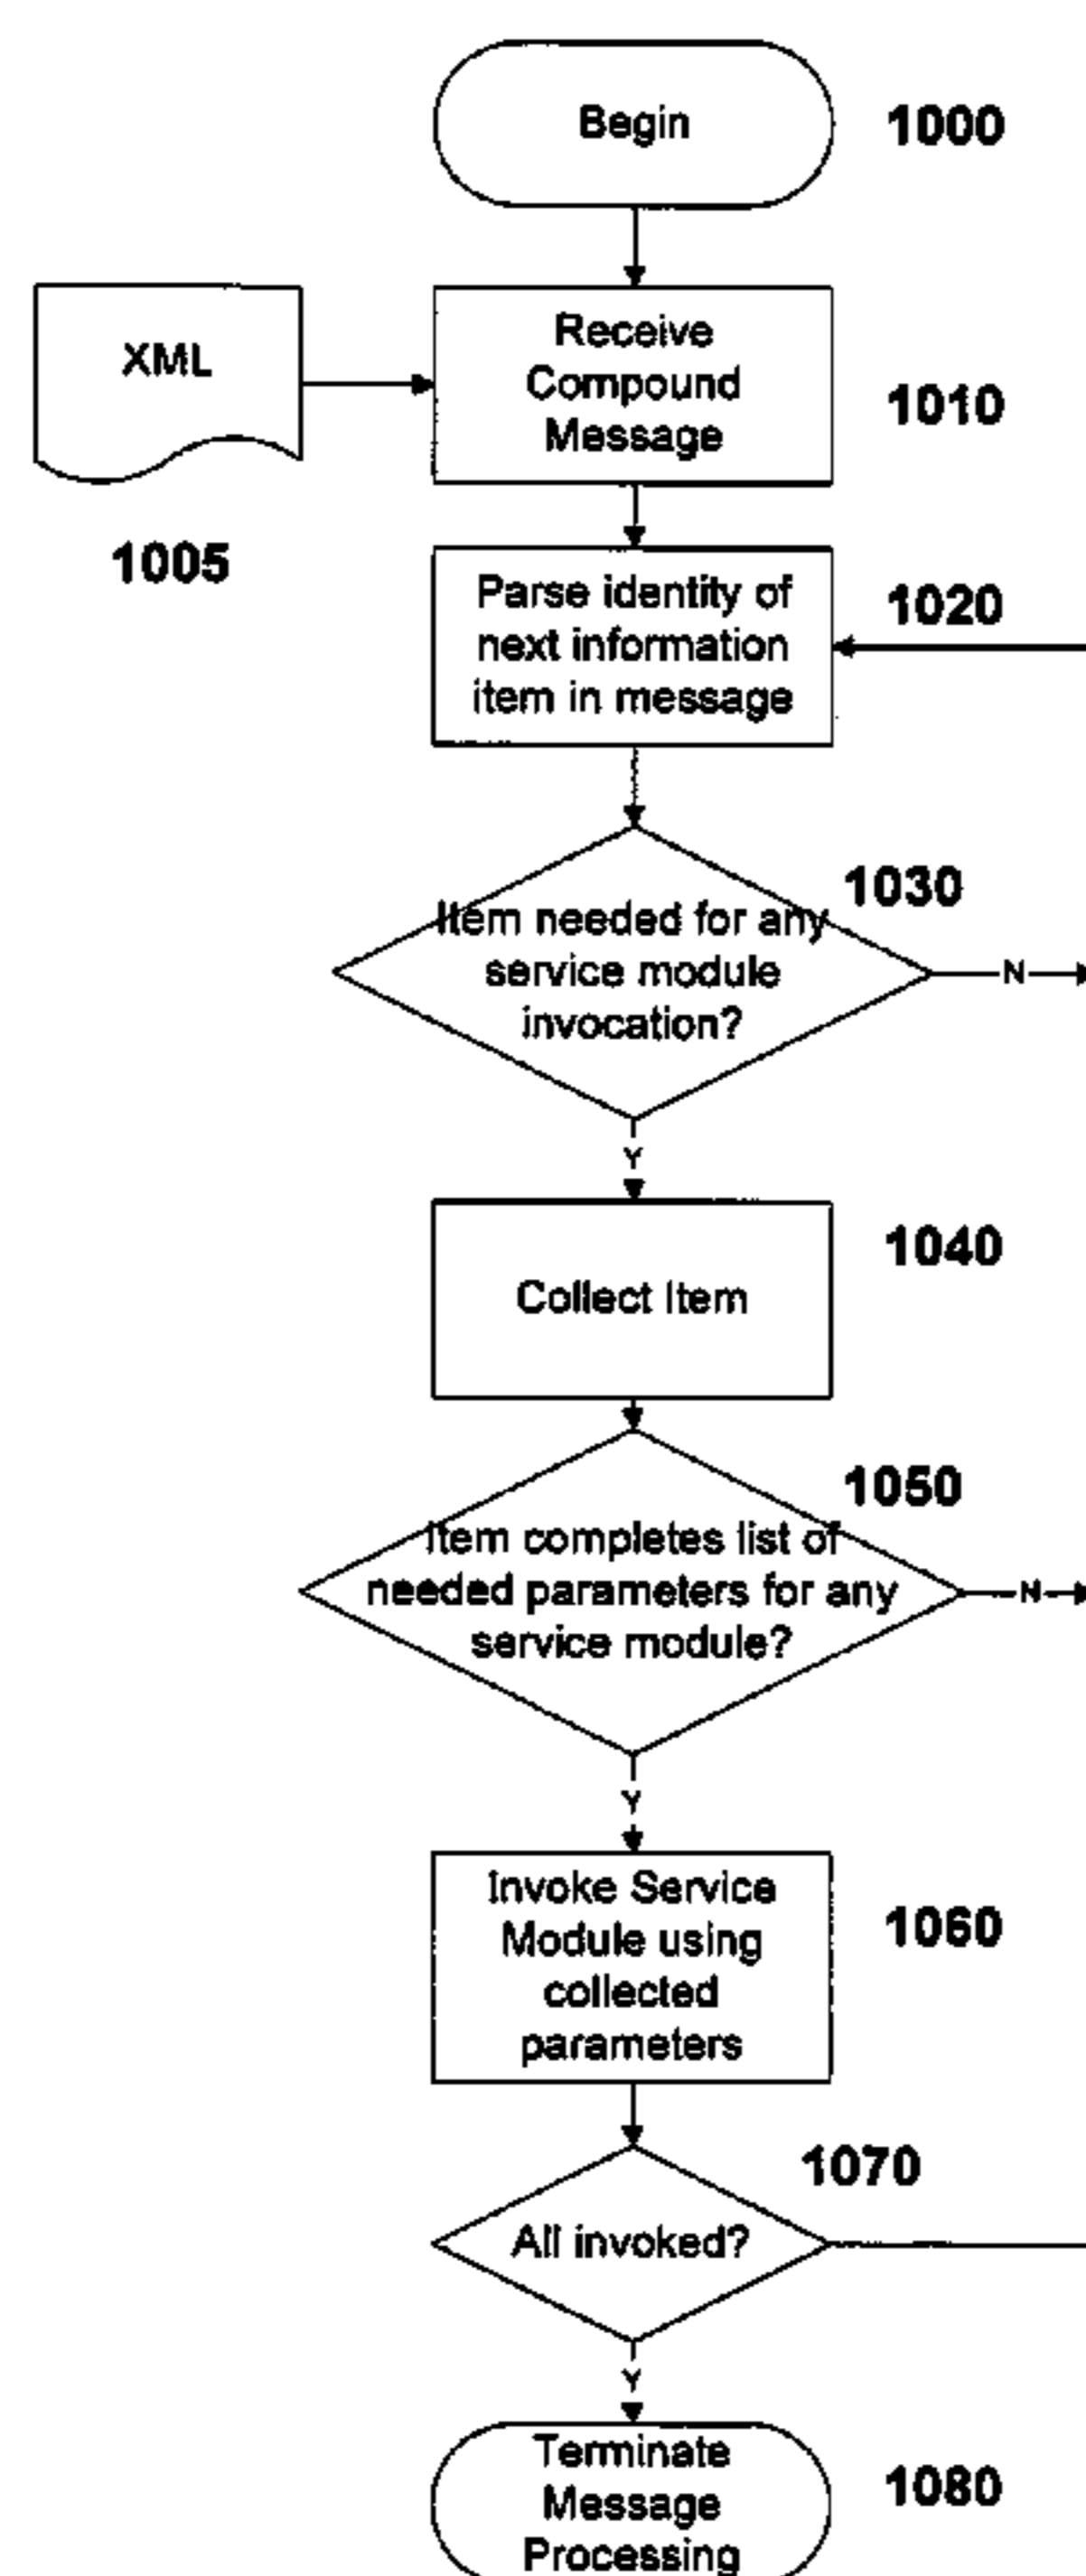 Begin
1000
XML
1005
Receive
Compound
Message
1010
Parse identity of
next information
item in message
1020
Item needed for any
service module
invocation?
1030
N
Y
Collect Item
1040
Item completes list of
needed parameters for any
service module?
1050
N
Y
Invoke Service
Module using
collected
parameters
1060
All invoked?
1070
Y
Terminate
Message
Processing
1080